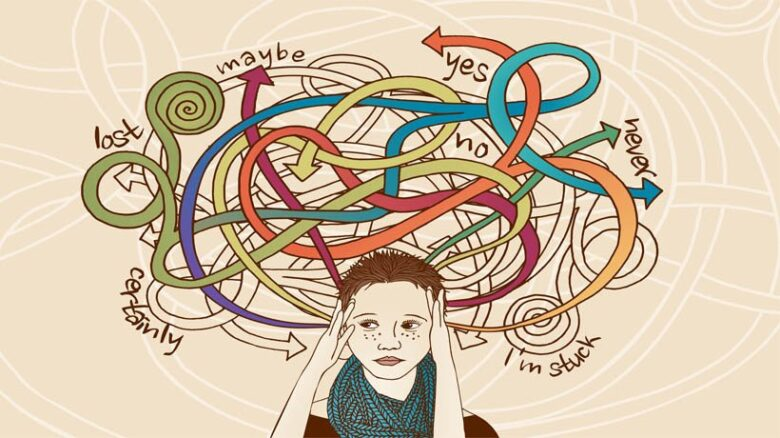 maybe
yes
lost
no
never
certainly
I'm stuck